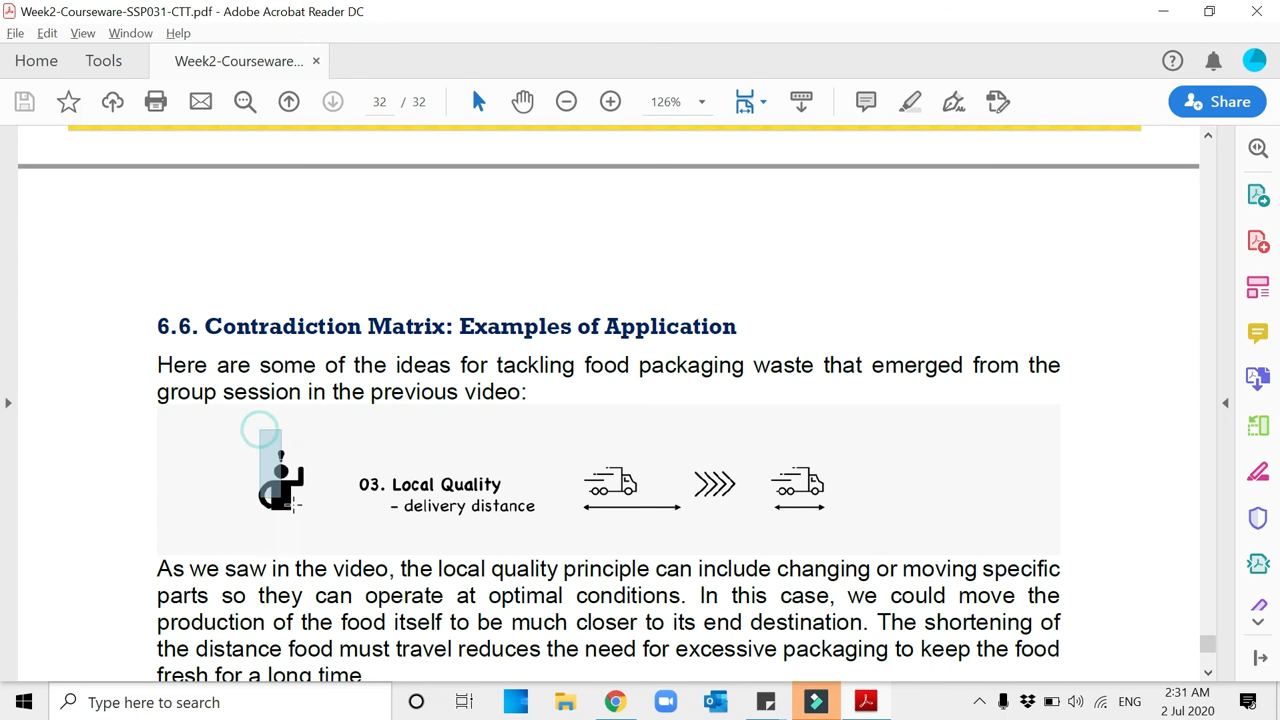 Week2-Courseware-SSP031-CTT.pdf - Adobe Acrobat Reader DC
File Edit View Window Help
Home Tools Week2-Courseware... ×
32 / 32 126% Share
6.6. Contradiction Matrix: Examples of Application
Here are some of the ideas for tackling food packaging waste that emerged from the
group session in the previous video:
03. Local Quality
- delivery distance
As we saw in the video, the local quality principle can include changing or moving specific
parts so they can operate at optimal conditions. In this case, we could move the
production of the food itself to be much closer to its end destination. The shortening of
the distance food must travel reduces the need for excessive packaging to keep the food
fresh for a long time
Type here to search
ENG
2:31 AM
2 Jul 2020